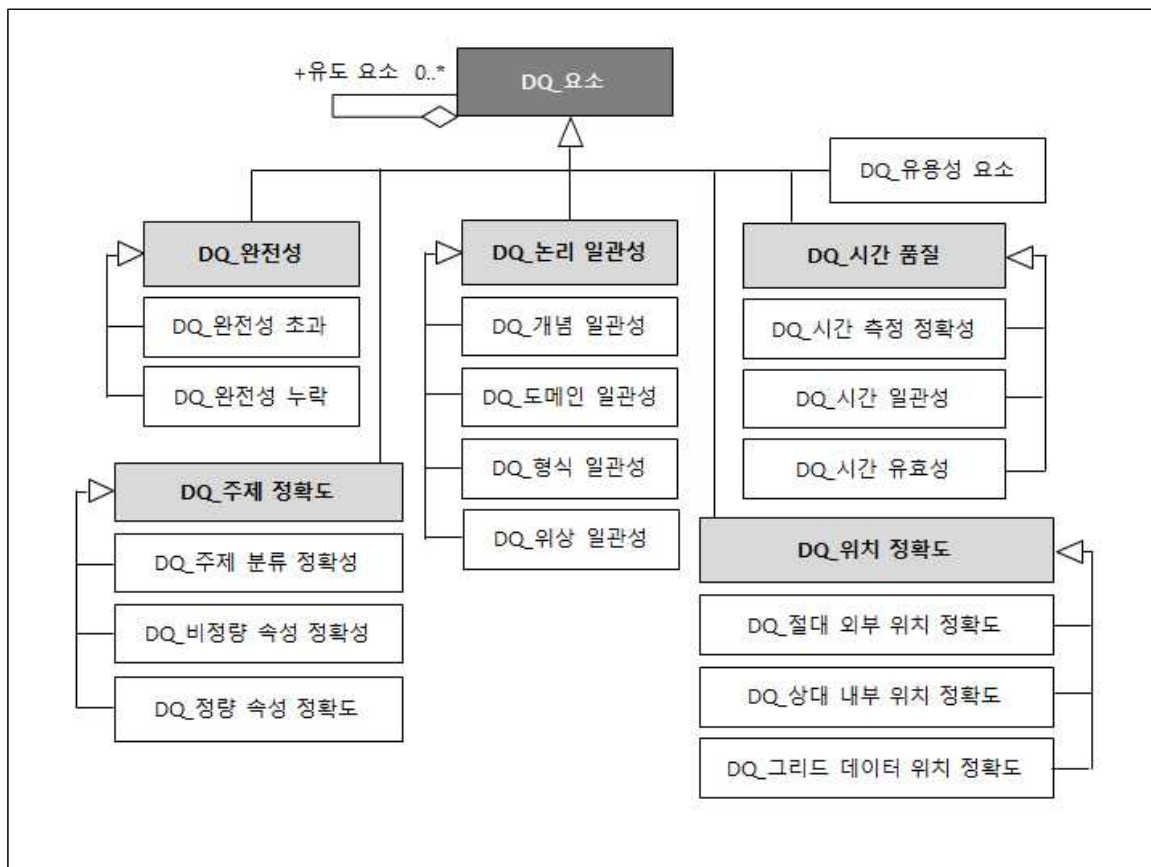 +유도 요소 0..*
DQ_요소
DQ_유용성 요소
DQ_완전성
DQ_완전성 초과
DQ_완전성 누락
DQ_논리 일관성
DQ_개념 일관성
DQ_도메인 일관성
DQ_형식 일관성
DQ_위상 일관성
DQ_시간 품질
DQ_시간 측정 정확성
DQ_시간 일관성
DQ_시간 유효성
DQ_주제 정확도
DQ_주제 분류 정확성
DQ_비정량 속성 정확성
DQ_정량 속성 정확도
DQ_위치 정확도
DQ_절대 외부 위치 정확도
DQ_상대 내부 위치 정확도
DQ_그리드 데이터 위치 정확도